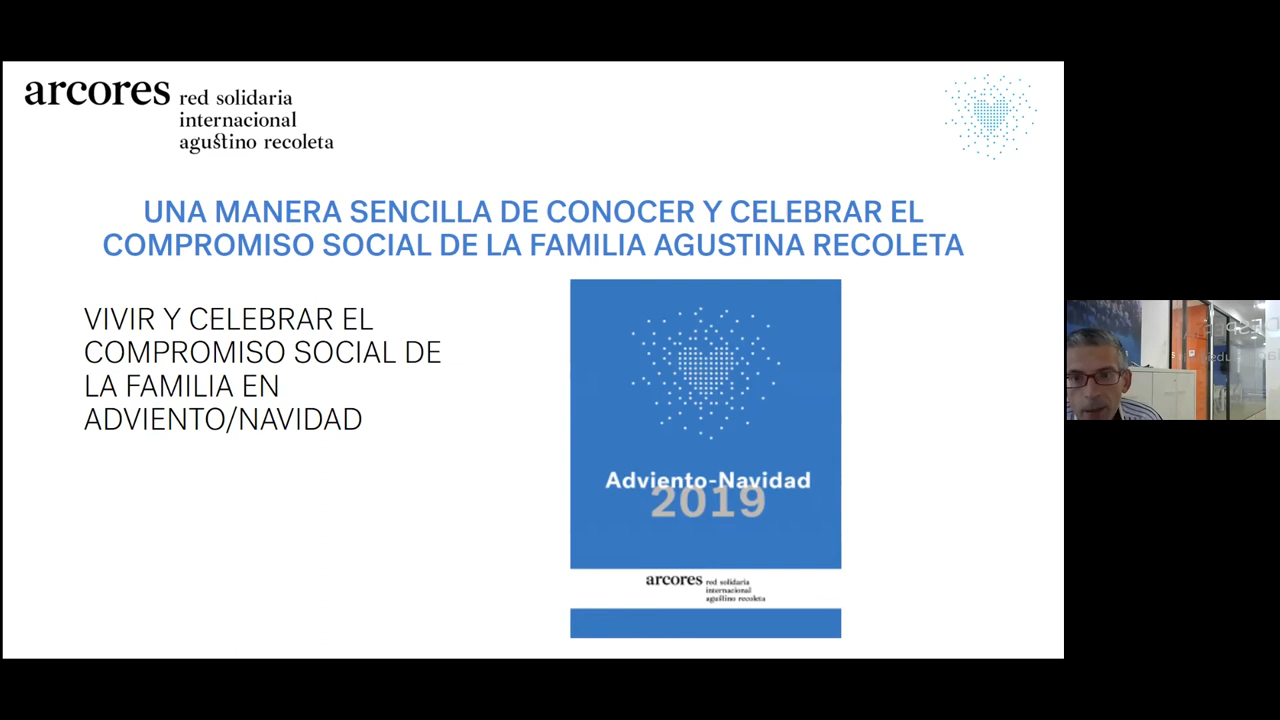 arcores
red solidaria
internacional
agustino recoleta
UNA MANERA SENCILLA DE CONOCER Y CELEBRAR EL
COMPROMISO SOCIAL DE LA FAMILIA AGUSTINA RECOLETA
VIVIR Y CELEBRAR EL
COMPROMISO SOCIAL DE
LA FAMILIA EN
ADVIENTO/NAVIDAD
Adviento-Navidad
2019
arcores
red solidaria
internacional
agustino recoleta